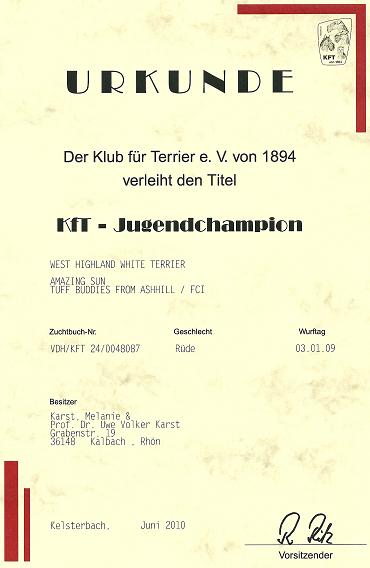 KFT
URKUNDE
Der Klub für Terrier e. V. von 1894
verleiht den Titel
KfT - Jugendchampion
WEST HIGHLAND WHITE TERRIER
AMAZING SUN
TUFF BUDDIES FROM ASHHILL / FCI
Zuchtbuch-Nr. Geschlecht Wurftag
VDH/KFT 24/0048087 Rüde 03.01.09
Besitzer
Karst, Melanie &
Prof. Dr. Uwe Volker Karst
Grabenstr. 19
36148 Kalbach . Rhön
Kelsterbach, Juni 2010
Vorsitzender